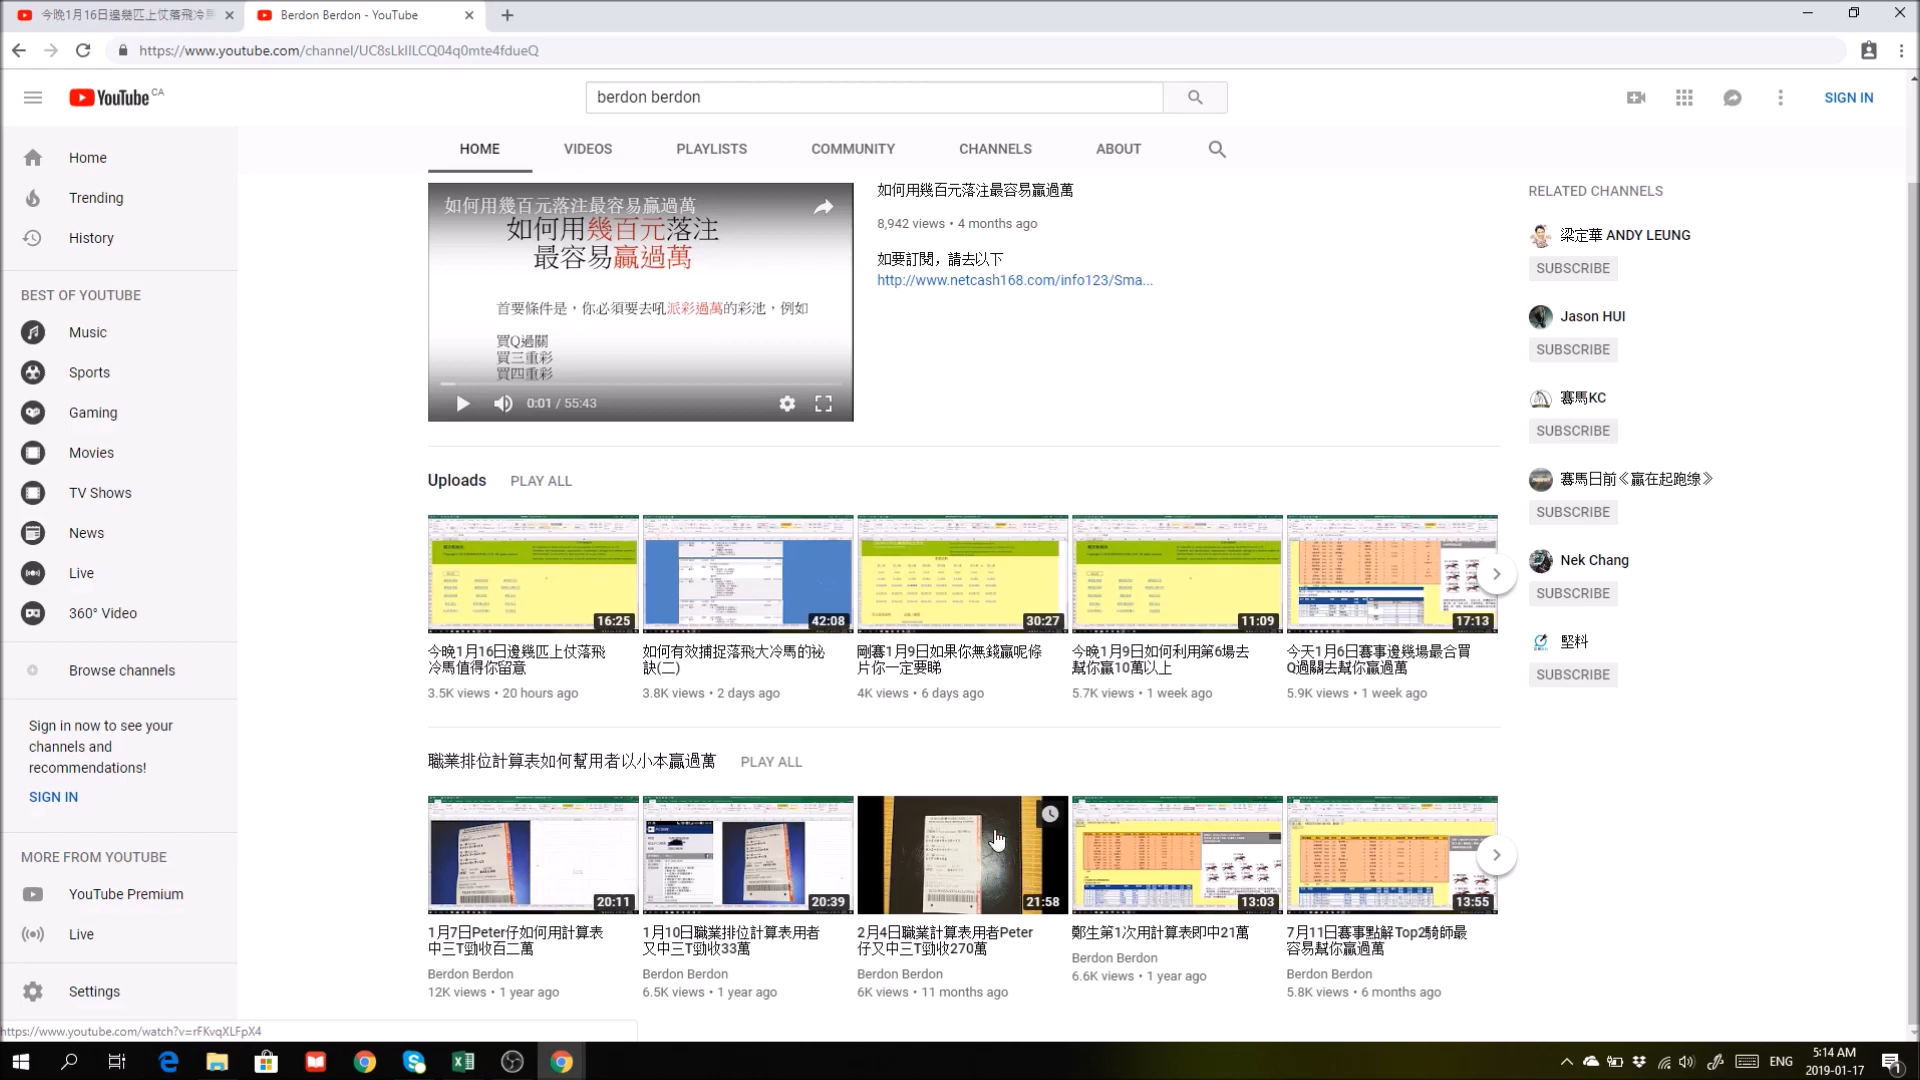 今晚1月16日邊幾匹上仗落飛冷馬
Berdon Berdon - YouTube
https://www.youtube.com/channel/UC8sLkIILCQ04q0mte4fdueQ
YouTube CA
berdon berdon
SIGN IN
HOME
VIDEOS
PLAYLISTS
COMMUNITY
CHANNELS
ABOUT
Home
Trending
History
BEST OF YOUTUBE
Music
Sports
Gaming
Movies
TV Shows
News
Live
360° Video
Browse channels
Sign in now to see your
channels and
recommendations!
SIGN IN
MORE FROM YOUTUBE
YouTube Premium
Live
Settings
如何用幾百元落注最容易贏過萬
如何用幾百元落注
最容易贏過萬
首要條件是，你必須要去吼派彩過萬的彩池，例如
買Q過關
買三重彩
買四重彩
0:01 / 55:43
如何用幾百元落注最容易贏過萬
8,942 views • 4 months ago
如要訂閱，請去以下
http://www.netcash168.com/info123/Sma...
Uploads
PLAY ALL
16:25
42:08
30:27
11:09
17:13
今晚1月16日邊幾匹上仗落飛
冷馬值得你留意
3.5K views • 20 hours ago
如何有效捕捉落飛大冷馬的祕
訣(二)
3.8K views • 2 days ago
剛賽1月9日如果你無錢贏呢條
片你一定要睇
4K views • 6 days ago
今晚1月9日如何利用第6場去
幫你贏10萬以上
5.7K views • 1 week ago
今天1月6日賽事邊幾場最合買
Q過關去幫你贏過萬
5.9K views • 1 week ago
職業排位計算表如何幫用者以小本贏過萬
PLAY ALL
20:11
20:39
21:58
13:03
13:55
1月7日Peter仔如何用計算表
中三T勁收百二萬
Berdon Berdon
12K views • 1 year ago
1月10日職業排位計算表用者
又中三T勁收33萬
Berdon Berdon
6.5K views • 1 year ago
2月4日職業計算表用者Peter
仔又中三T勁收270萬
Berdon Berdon
6K views • 11 months ago
鄭生第1次用計算表即中21萬
Berdon Berdon
6.6K views • 1 year ago
7月11日賽事點解Top2騎師最
容易幫你贏過萬
Berdon Berdon
5.8K views • 6 months ago
RELATED CHANNELS
梁定華 ANDY LEUNG
SUBSCRIBE
Jason HUI
SUBSCRIBE
賽馬KC
SUBSCRIBE
賽馬日前《贏在起跑缐》
SUBSCRIBE
Nek Chang
SUBSCRIBE
堅料
SUBSCRIBE
https://www.youtube.com/watch?v=rFKvqXLFpX4
ENG
5:14 AM
2019-01-17
1